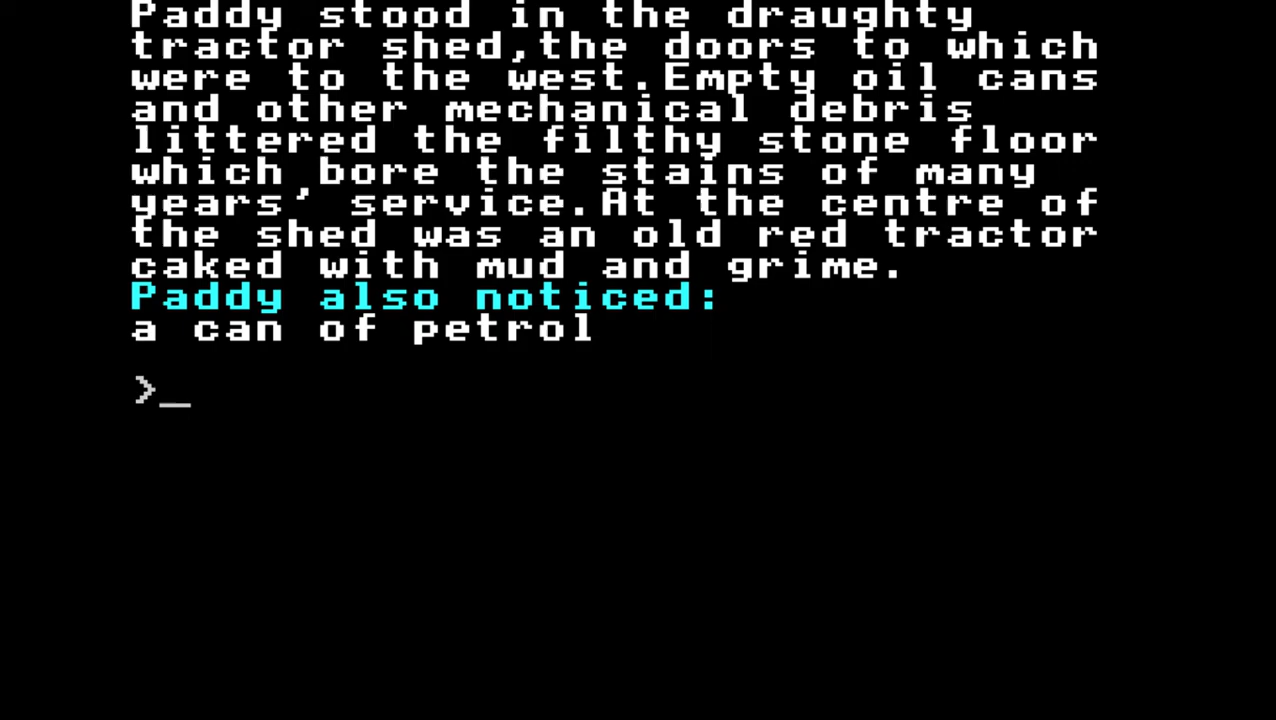 Paddy stood in the draughty
tractor shed,the doors to which
were to the west.Empty oil cans
and other mechanical debris
littered the filthy stone floor
which bore the stains of many
years' service.At the centre of
the shed was an old red tractor
caked with mud and grime.
Paddy also noticed:
a can of petrol
>_